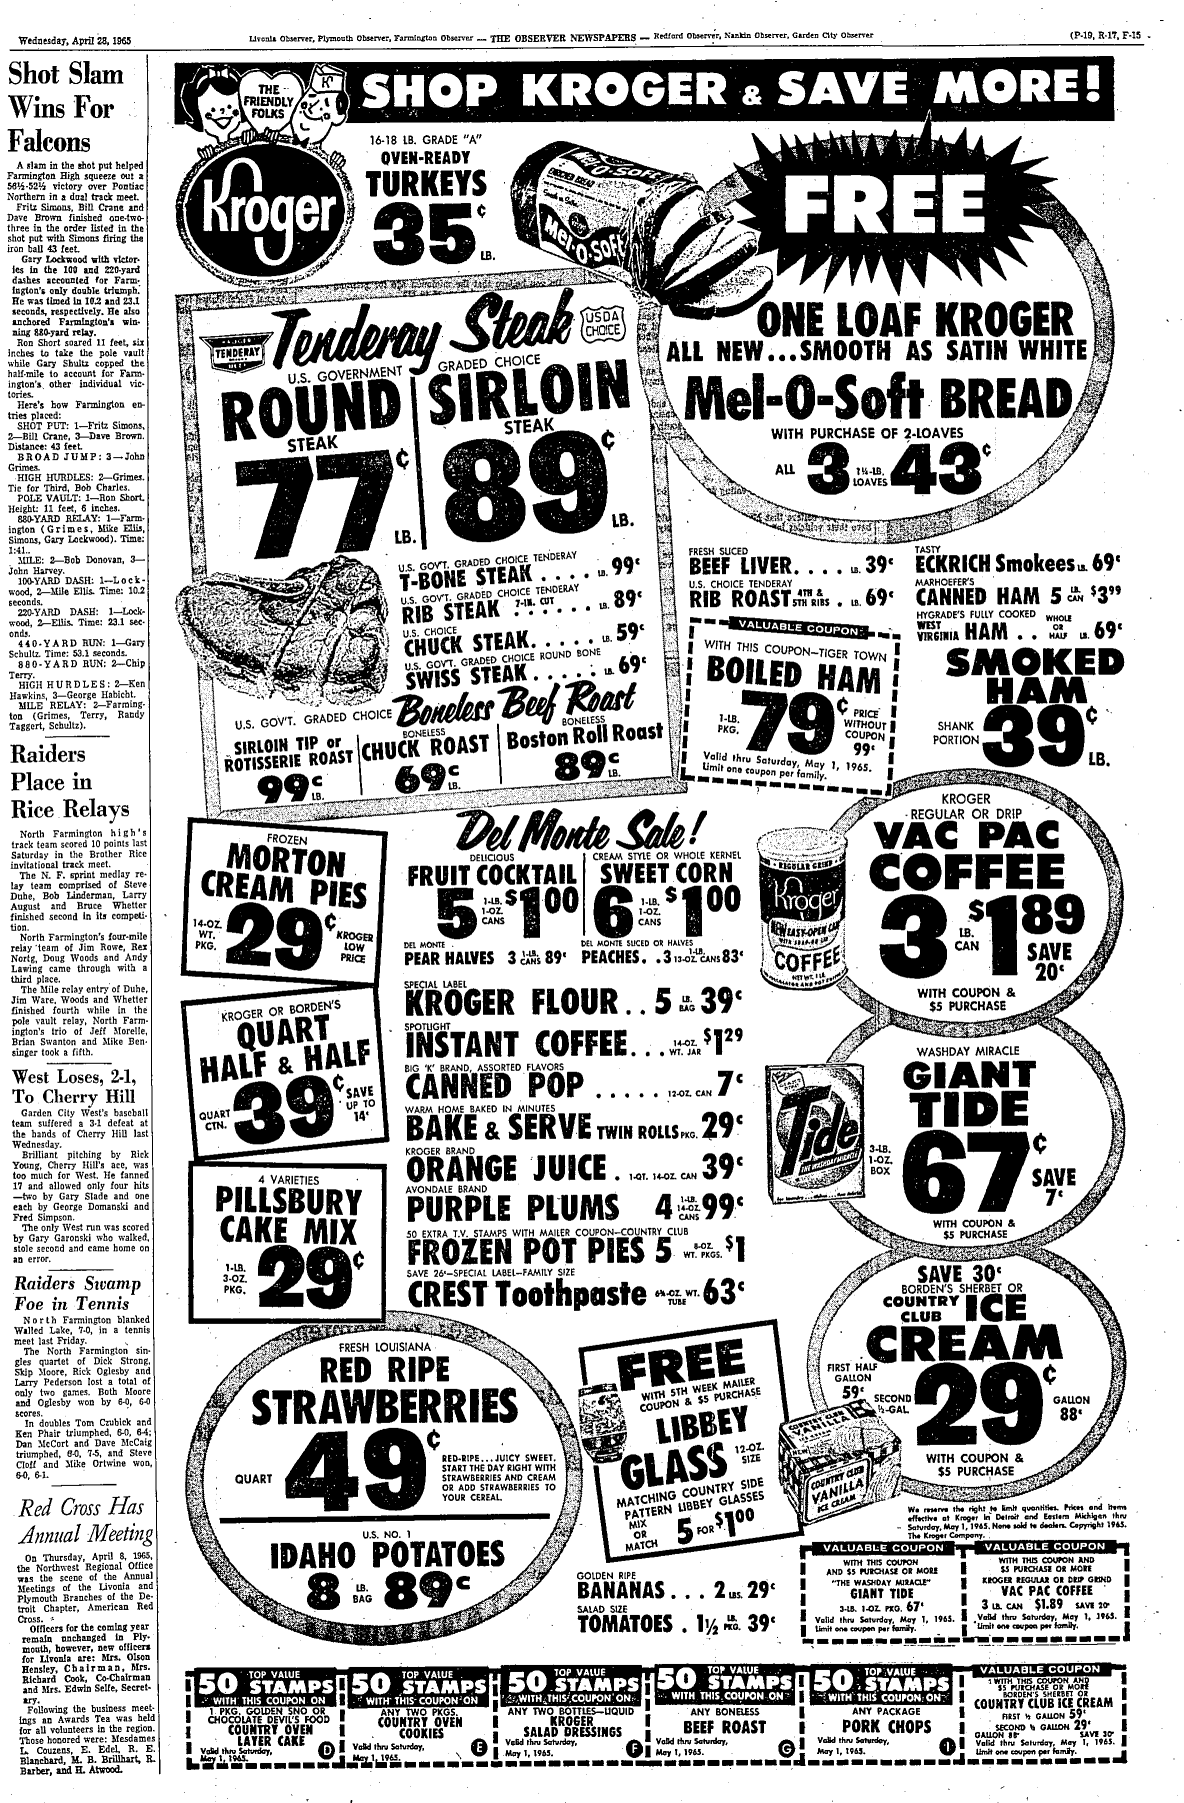 Wednesday, April 28, 1965
Livonia Observer, Plymouth Observer, Farmington Observer — THE OBSERVER NEWSPAPERS — Redford Observer, Nankin Observer, Garden City Observer
(P-19, R-17, F-15
Shot Slam
Wins For
Falcons
A slam in the shot put helped
Farmington High squeeze out a
56½-52½ victory over Pontiac
Northern in a dual track meet.
Fritz Simons, Bill Crane and
Dave Brown finished one-two-
three in the order listed in the
shot put with Simons firing the
iron ball 43 feet.
Gary Lockwood with victor-
ies in the 100 and 220-yard
dashes accounted for Farm-
ington's only double triumph.
He was timed in 10.2 and 23.1
seconds, respectively. He also
anchored Farmington's win-
ning 880-yard relay.
Ron Short soared 11 feet, six
inches to take the pole vault
while Gary Shultz copped the
half-mile to account for Farm-
ington's other individual vic-
tories.
Here's how Farmington en-
tries placed:
SHOT PUT: 1—Fritz Simons,
2—Bill Crane, 3—Dave Brown.
Distance: 43 feet.
BROAD JUMP: 3—John
Grimes.
HIGH HURDLES: 2—Grimes.
Tie for Third, Bob Charles.
POLE VAULT: 1—Ron Short.
Height: 11 feet, 6 inches.
880-YARD RELAY: 1—Farm-
ington (Grimes, Mike Ellis,
Simons, Gary Lockwood). Time:
1:41..
MILE: 2—Bob Donovan, 3—
John Harvey.
100-YARD DASH: 1—Lock-
wood, 2—Ellis. Time: 10.2
seconds.
220-YARD DASH: 1—Lock-
wood, 2—Ellis. Time: 23.1 sec-
onds.
440-YARD RUN: 1—Gary
Schultz. Time: 53.1 seconds.
880-YARD RUN: 2—Chip
Terry.
HIGH HURDLES: 2—Ken
Hawkins, 3—George Habicht.
MILE RELAY: 2—Farming-
ton (Grimes, Terry, Randy
Taggert, Schultz).
Raiders
Place in
Rice Relays
North Farmington high's
track team scored 10 points last
Saturday in the Brother Rice
invitational track meet.
The N. F. sprint medlay re-
lay team comprised of Steve
Duhe, Bob Linderman, Larry
August and Bruce Whetter
finished second in its competi-
tion.
North Farmington's four-mile
relay team of Jim Rowe, Rex
Nortg, Doug Woods and Andy
Lawing came through with a
third place.
The Mile relay entry of Duhe,
Jim Ware, Woods and Whetter
finished fourth while in the
pole vault relay, North Farm-
ington's trio of Jeff Morelle,
Brian Swanton and Mike Ben-
singer took a fifth.
West Loses, 2-1,
To Cherry Hill
Garden City West's baseball
team suffered a 3-1 defeat at
the hands of Cherry Hill last
Wednesday.
Brilliant pitching by Rick
Young, Cherry Hill's ace, was
too much for West. He fanned
17 and allowed only four hits
—two by Gary Slade and one
each by George Domanski and
Fred Simpson.
The only West run was scored
by Gary Garonski who walked,
stole second and came home on
an error.
Raiders Swamp
Foe in Tennis
North Farmington blanked
Walled Lake, 7-0, in a tennis
meet last Friday.
The North Farmington sin-
gles quartet of Dick Strong,
Skip Moore, Rick Oglesby and
Larry Pederson lost a total of
only two games. Both Moore
and Oglesby won by 6-0, 6-0
scores.
In doubles Tom Czubick and
Ken Phair triumphed, 6-0, 6-4;
Dan McCort and Dave McCaig
triumphed, 6-0, 7-5, and Steve
Cloff and Mike Ortwine won,
6-0, 6-1.
Red Cross Has
Annual Meeting
On Thursday, April 8, 1965,
the Northwest Regional Office
was the scene of the Annual
Meetings of the Livonia and
Plymouth Branches of the De-
troit Chapter, American Red
Cross.
Officers for the coming year
remain unchanged in Ply-
mouth, however, new officers
for Livonia are: Mrs. Olson
Hensley, Chairman, Mrs.
Richard Cook, Co-Chairman
and Mrs. Edwin Selfe, Secret-
ary.
Following the business meet-
ings an Awards Tea was held
for all volunteers in the region.
Those honored were: Mesdames
L. Couzens, E. Edel, R. E.
Blanchard, M. B. Brillhart, R.
Barber, and H. Atwood.
THE
FRIENDLY
FOLKS
K
SHOP KROGER & SAVE MORE!
Kroger
16-18 LB. GRADE "A"
OVEN-READY
TURKEYS
35¢
LB.
Mel-O-Soft
ENRICHED BREAD
Mel-O-Soft
FREE
ONE LOAF KROGER
ALL NEW...SMOOTH AS SATIN WHITE
Mel-O-Soft BREAD
WITH PURCHASE OF 2-LOAVES
ALL 3 1¼-LB. LOAVES 43¢
TENDERAY
Tenderay Steak
USDA
CHOICE
U.S. GOVERNMENT GRADED CHOICE
ROUND
STEAK
77¢
LB.
SIRLOIN
STEAK
89¢
LB.
U.S. GOV'T. GRADED CHOICE TENDERAY
T-BONE STEAK . . . . LB. 99¢
U.S. GOV'T. GRADED CHOICE TENDERAY
RIB STEAK 7-IN. CUT . . . . . . LB. 89¢
U.S. CHOICE
CHUCK STEAK. . . . . LB. 59¢
U.S. GOV'T. GRADED CHOICE ROUND BONE
SWISS STEAK . . . . . LB. 69¢
U.S. GOV'T. GRADED CHOICE Boneless Beef Roast
SIRLOIN TIP or
ROTISSERIE ROAST
99¢
LB.
BONELESS
CHUCK ROAST
69¢
LB.
BONELESS
Boston Roll Roast
89¢
LB.
FRESH SLICED
BEEF LIVER. . . . LB. 39¢
U.S. CHOICE TENDERAY
RIB ROAST 4TH & 5TH RIBS . LB. 69¢
TASTY
ECKRICH Smokees LB. 69¢
MARHOEFER'S
CANNED HAM 5 LB. CAN $3.99
HYGRADE'S FULLY COOKED
WEST VIRGINIA HAM . . WHOLE OR HALF LB. 69¢
VALUABLE COUPON
WITH THIS COUPON—TIGER TOWN
BOILED HAM
1-LB. PKG. 79¢
PRICE
WITHOUT
COUPON
99¢
Valid thru Saturday, May 1, 1965.
Limit one coupon per family.
SMOKED
HAM
SHANK
PORTION
39¢
LB.
FROZEN
MORTON
CREAM PIES
14-OZ.
WT.
PKG.
29¢
KROGER
LOW
PRICE
KROGER OR BORDEN'S
QUART
HALF & HALF
QUART
CTN.
39¢
SAVE
UP TO
14¢
4 VARIETIES
PILLSBURY
CAKE MIX
1-LB.
3-OZ.
PKG.
29¢
Del Monte Sale!
DELICIOUS
FRUIT COCKTAIL
5 1-LB. 1-OZ. CANS $1.00
CREAM STYLE OR WHOLE KERNEL
SWEET CORN
6 1-LB. 1-OZ. CANS $1.00
DEL MONTE
PEAR HALVES 3 1-LB. CANS 89¢
DEL MONTE SLICED OR HALVES
PEACHES. . 3 1-LB. 13-OZ. CANS 83¢
SPECIAL LABEL
KROGER FLOUR . . 5 LB. BAG 39¢
SPOTLIGHT
INSTANT COFFEE. . . 14-OZ. WT. JAR $1.29
BIG 'K' BRAND, ASSORTED FLAVORS
CANNED POP . . . . . 12-OZ. CAN 7¢
WARM HOME BAKED IN MINUTES
BAKE & SERVE TWIN ROLLS PKG. 29¢
KROGER BRAND
ORANGE JUICE . 1-QT. 14-OZ. CAN 39¢
AVONDALE BRAND
PURPLE PLUMS 4 1-LB. 14-OZ. CANS 99¢
50 EXTRA T.V. STAMPS WITH MAILER COUPON—COUNTRY CLUB
FROZEN POT PIES 5 8-OZ. WT. PKGS. $1
SAVE 26¢—SPECIAL LABEL—FAMILY SIZE
CREST Toothpaste 6¾-OZ. WT. TUBE 63¢
REGULAR GRIND
Kroger
NEW EASY-OPEN CAN
COFFEE
KROGER
REGULAR OR DRIP
VAC PAC
COFFEE
3 LB. CAN $1.89
SAVE
20¢
WITH COUPON &
$5 PURCHASE
Tide
THE WASHDAY MIRACLE
WASHDAY MIRACLE
GIANT
TIDE
3-LB.
1-OZ.
BOX
67¢
SAVE
7¢
WITH COUPON &
$5 PURCHASE
SAVE 30¢
BORDEN'S SHERBET OR
COUNTRY CLUB ICE
CREAM
FIRST HALF
GALLON
59¢
SECOND
½-GAL.
29¢
GALLON
88¢
WITH COUPON &
$5 PURCHASE
COUNTRY CLUB
VANILLA
COUNTRY CLUB
VANILLA
ICE CREAM
FRESH LOUISIANA
RED RIPE
STRAWBERRIES
QUART 49¢
RED-RIPE...JUICY SWEET.
START THE DAY RIGHT WITH
STRAWBERRIES AND CREAM
OR ADD STRAWBERRIES TO
YOUR CEREAL.
U.S. NO. 1
IDAHO POTATOES
8 LB. BAG 89¢
FREE
WITH 5TH WEEK MAILER
COUPON & $5 PURCHASE
LIBBEY
GLASS 12-OZ. SIZE
MATCHING COUNTRY SIDE
PATTERN LIBBEY GLASSES
MIX
OR
MATCH
5 FOR $1.00
GOLDEN RIPE
BANANAS . . . 2 LBS. 29¢
SALAD SIZE
TOMATOES . 1½ LB. PKG. 39¢
We reserve the right to limit quantities. Prices and items
effective at Kroger in Detroit and Eastern Michigan thru
Saturday, May 1, 1965. None sold to dealers. Copyright 1965.
The Kroger Company.
VALUABLE COUPON
WITH THIS COUPON
AND $5 PURCHASE OR MORE
"THE WASHDAY MIRACLE"
GIANT TIDE
3-LB. 1-OZ. PKG. 67¢
Valid thru Saturday, May 1, 1965.
Limit one coupon per family.
VALUABLE COUPON
WITH THIS COUPON AND
$5 PURCHASE OR MORE
KROGER REGULAR OR DRIP GRIND
VAC PAC COFFEE
3 LB. CAN $1.89 SAVE 20¢
Valid thru Saturday, May 1, 1965.
Limit one coupon per family.
50 TOP VALUE STAMPS
WITH THIS COUPON ON
1 PKG. GOLDEN SNO OR
CHOCOLATE DEVIL'S FOOD
COUNTRY OVEN
LAYER CAKE
Valid thru Saturday,
May 1, 1965.
D
50 TOP VALUE STAMPS
WITH THIS COUPON ON
ANY TWO PKGS.
COUNTRY OVEN
COOKIES
Valid thru Saturday,
May 1, 1965.
E
50 TOP VALUE STAMPS
WITH THIS COUPON ON
ANY TWO BOTTLES—LIQUID
KROGER
SALAD DRESSINGS
Valid thru Saturday,
May 1, 1965.
F
50 TOP VALUE STAMPS
WITH THIS COUPON ON
ANY BONELESS
BEEF ROAST
Valid thru Saturday,
May 1, 1965.
G
50 TOP VALUE STAMPS
WITH THIS COUPON ON
ANY PACKAGE
PORK CHOPS
Valid thru Saturday,
May 1, 1965.
I
VALUABLE COUPON
WITH THIS COUPON AND
$5 PURCHASE OR MORE
BORDEN'S SHERBET OR
COUNTRY CLUB ICE CREAM
FIRST ½ GALLON 59¢
SECOND ½ GALLON 29¢
GALLON 88¢ SAVE 30¢
Valid thru Saturday, May 1, 1965.
Limit one coupon per family.